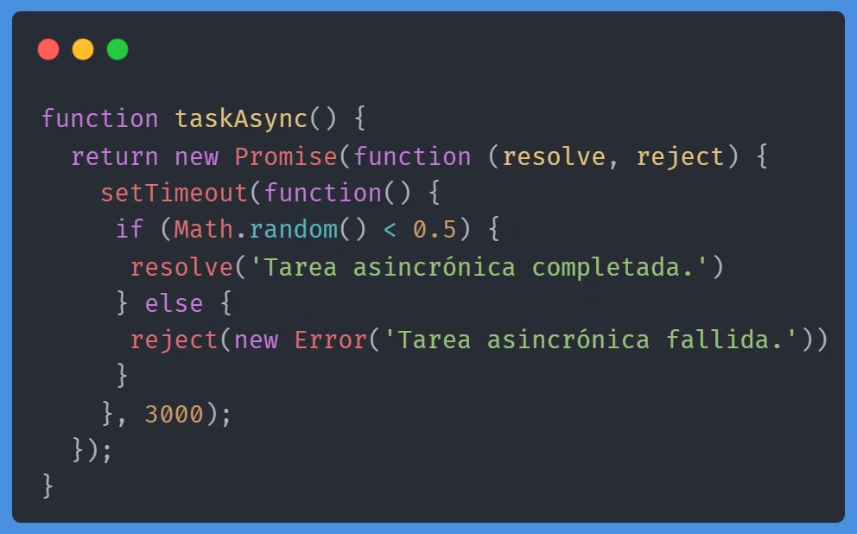 function taskAsync() {
return new Promise(function (resolve, reject) {
setTimeout(function() {
if (Math.random() < 0.5) {
resolve('Tarea asincrónica completada.')
} else {
reject(new Error('Tarea asincrónica fallida.'))
}
}, 3000);
});
}